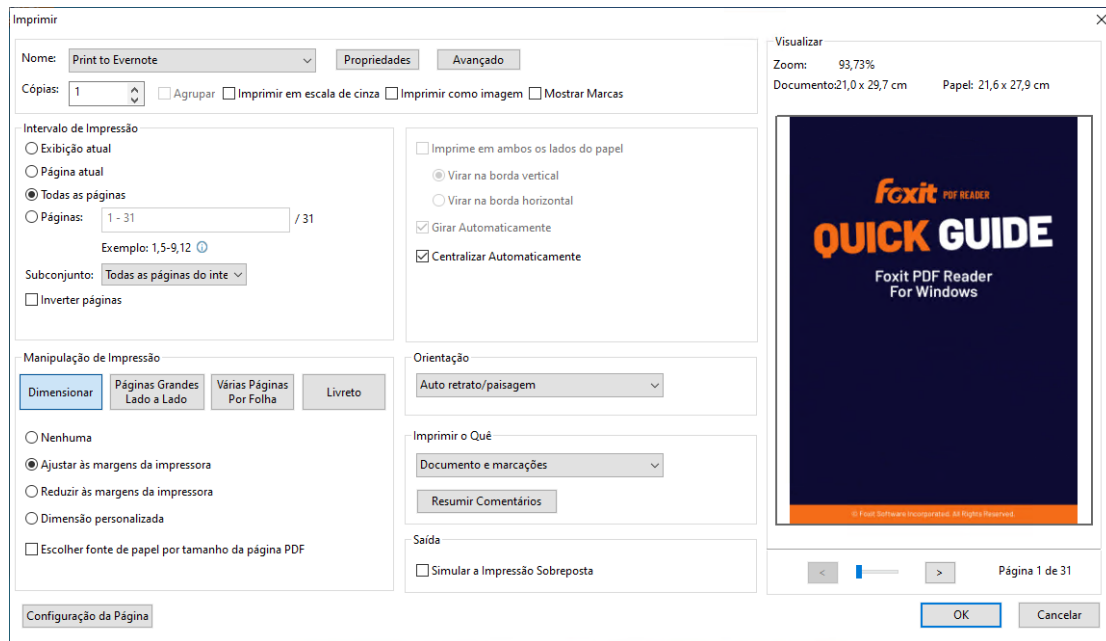 Imprimir
Nome: Print to Evernote Propriedades Avançado
Cópias: 1 Agrupar Imprimir em escala de cinza Imprimir como imagem Mostrar Marcas
Intervalo de Impressão
Exibição atual
Página atual
Todas as páginas
Páginas: 1 - 31 / 31
Exemplo: 1,5-9,12
Subconjunto: Todas as páginas do inte
Inverter páginas
Imprime em ambos os lados do papel
Virar na borda vertical
Virar na borda horizontal
Girar Automaticamente
Centralizar Automaticamente
Manipulação de Impressão
Dimensionar
Páginas Grandes
Lado a Lado
Várias Páginas
Por Folha
Livreto
Nenhuma
Ajustar às margens da impressora
Reduzir às margens da impressora
Dimensão personalizada
Escolher fonte de papel por tamanho da página PDF
Orientação
Auto retrato/paisagem
Imprimir o Quê
Documento e marcações
Resumir Comentários
Saída
Simular a Impressão Sobreposta
Configuração da Página
Visualizar
Zoom: 93,73%
Documento:21,0 x 29,7 cm Papel: 21,6 x 27,9 cm
Foxit PDF READER
QUICK GUIDE
Foxit PDF Reader
For Windows
© Foxit Software Incorporated. All Rights Reserved.
< > Página 1 de 31
OK Cancelar